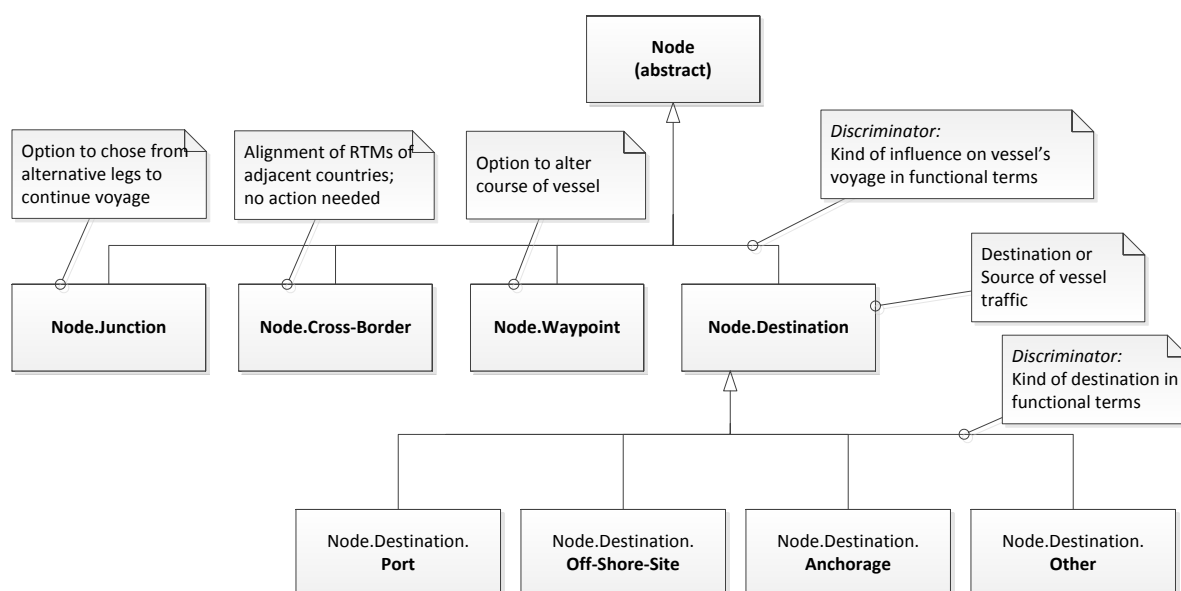 Node
(abstract)
Option to chose from
alternative legs to
continue voyage
Alignment of RTMs of
adjacent countries;
no action needed
Option to alter
course of vessel
Discriminator:
Kind of influence on vessel's
voyage in functional terms
Destination or
Source of vessel
traffic
Node.Junction
Node.Cross-Border
Node.Waypoint
Node.Destination
Discriminator:
Kind of destination in
functional terms
Node.Destination.
Port
Node.Destination.
Off-Shore-Site
Node.Destination.
Anchorage
Node.Destination.
Other